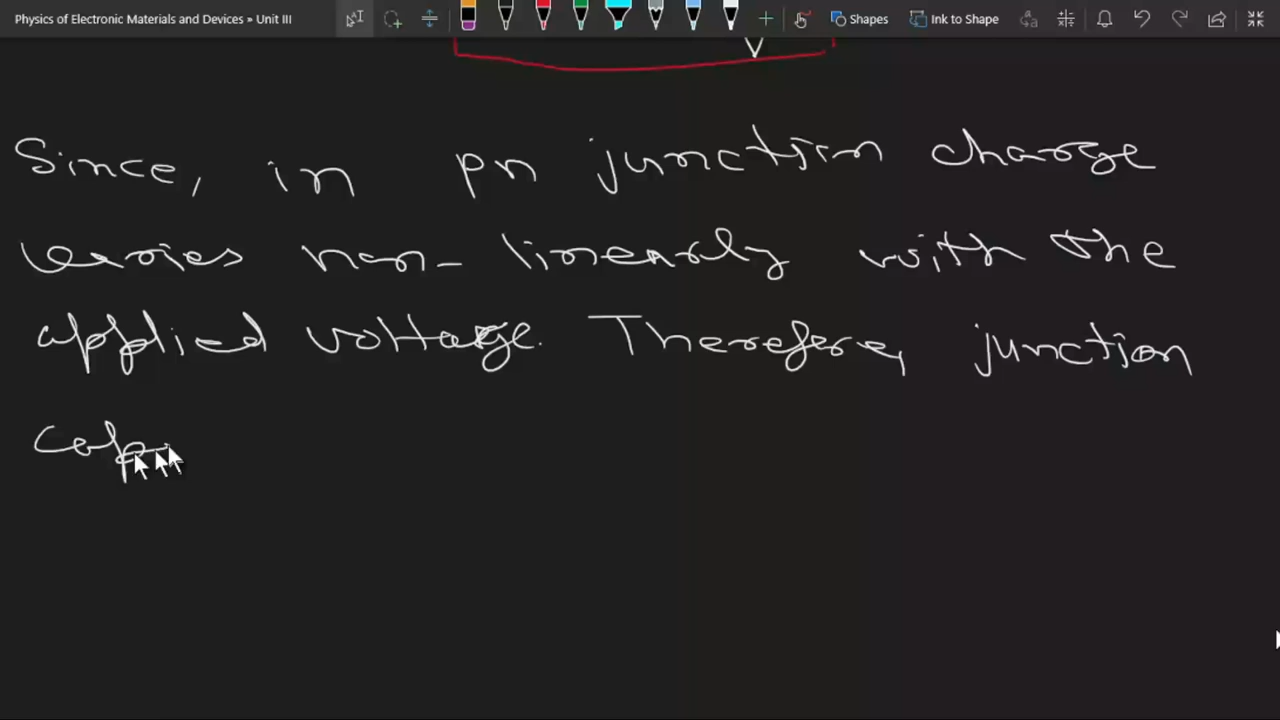 Physics of Electronic Materials and Devices » Unit III
Shapes
Ink to Shape
V
Since, in pn junction charge
varies non-linearly with the
applied voltage. Therefore, junction
cap